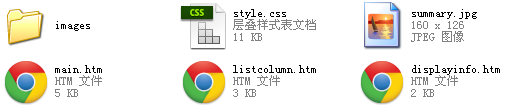 images
CSS
style.css
层叠样式表文档
11 KB
summary.jpg
160 x 126
JPEG 图像
main.htm
HTM 文件
5 KB
listcolumn.htm
HTM 文件
3 KB
displayinfo.htm
HTM 文件
2 KB